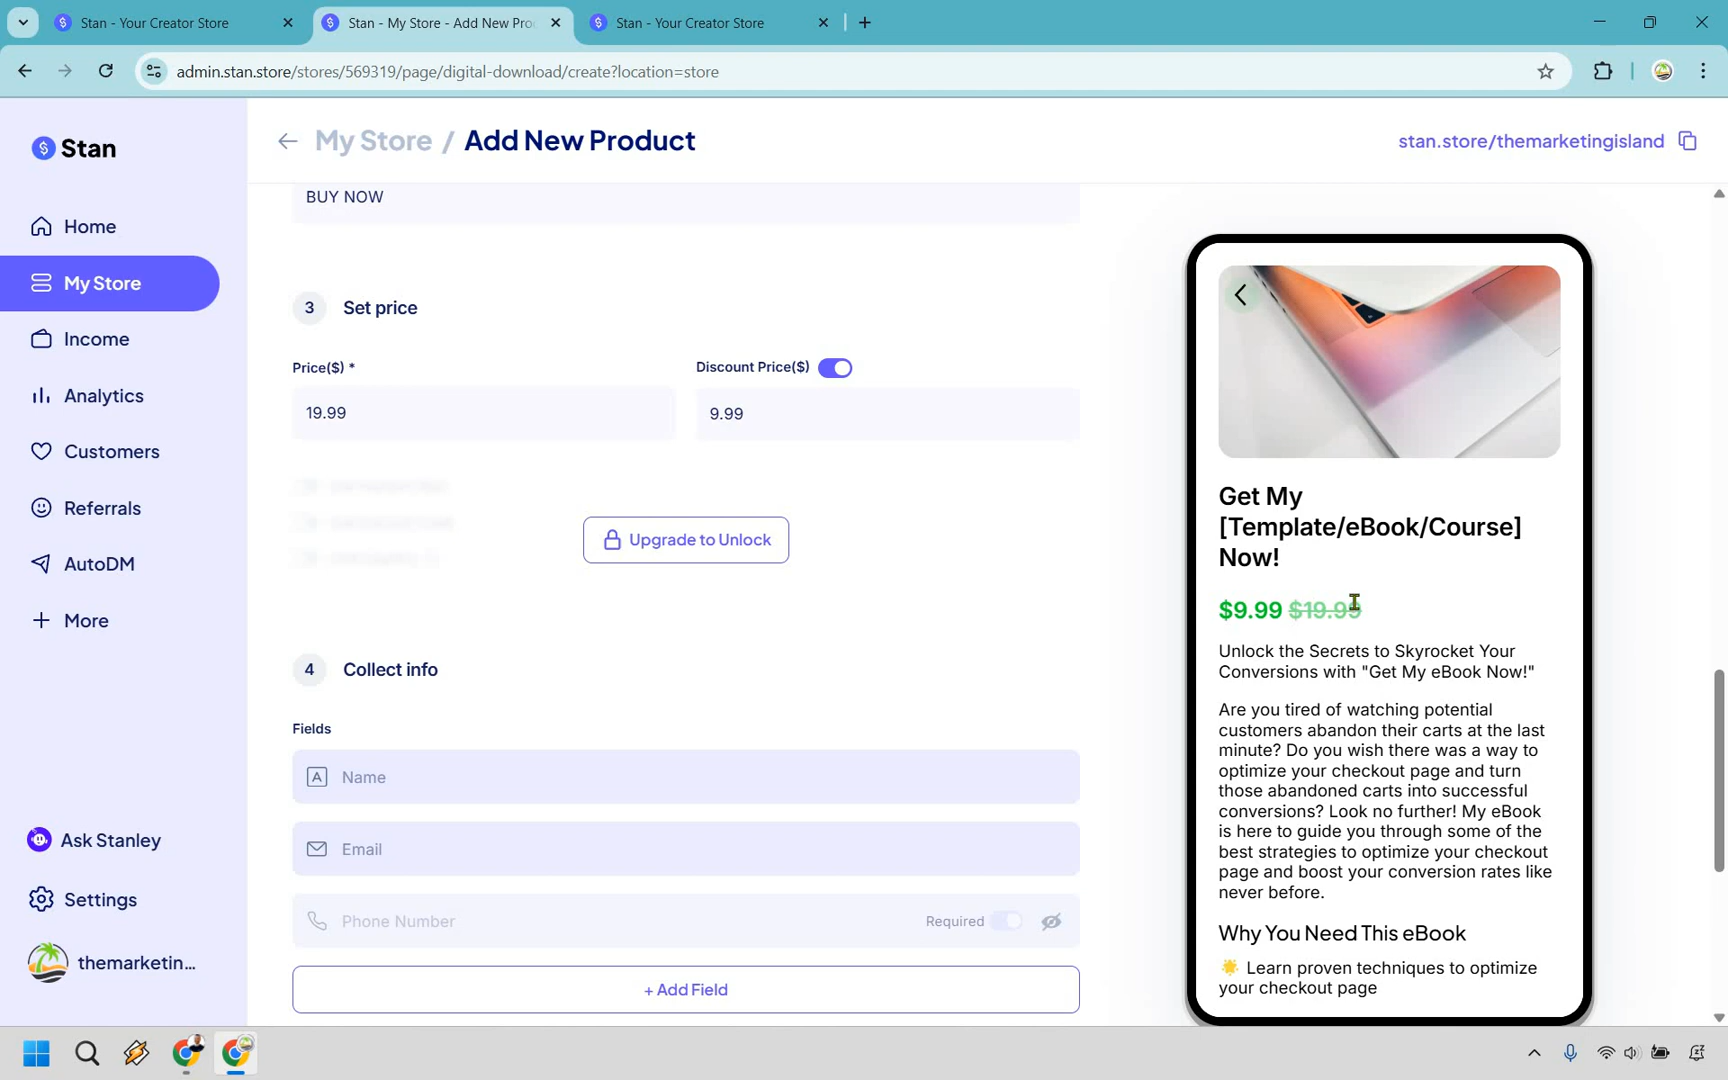 Stan - Your Creator Store
Stan - My Store - Add New Pro
Stan - Your Creator Store
admin.stan.store/stores/569319/page/digital-download/create?location=store
Stan
My Store / Add New Product
stan.store/themarketingisland
Home
My Store
Income
Analytics
Customers
Referrals
AutoDM
More
Ask Stanley
Settings
themarketin...
BUY NOW
3 Set price
Price($) *
Discount Price($)
19.99
9.99
Upgrade to Unlock
4 Collect info
Fields
Name
Email
Phone Number
Required
+ Add Field
Get My
[Template/eBook/Course]
Now!
$9.99 $19.99
Unlock the Secrets to Skyrocket Your
Conversions with "Get My eBook Now!"
Are you tired of watching potential
customers abandon their carts at the last
minute? Do you wish there was a way to
optimize your checkout page and turn
those abandoned carts into successful
conversions? Look no further! My eBook
is here to guide you through some of the
best strategies to optimize your checkout
page and boost your conversion rates like
never before.
Why You Need This eBook
🌟 Learn proven techniques to optimize
your checkout page